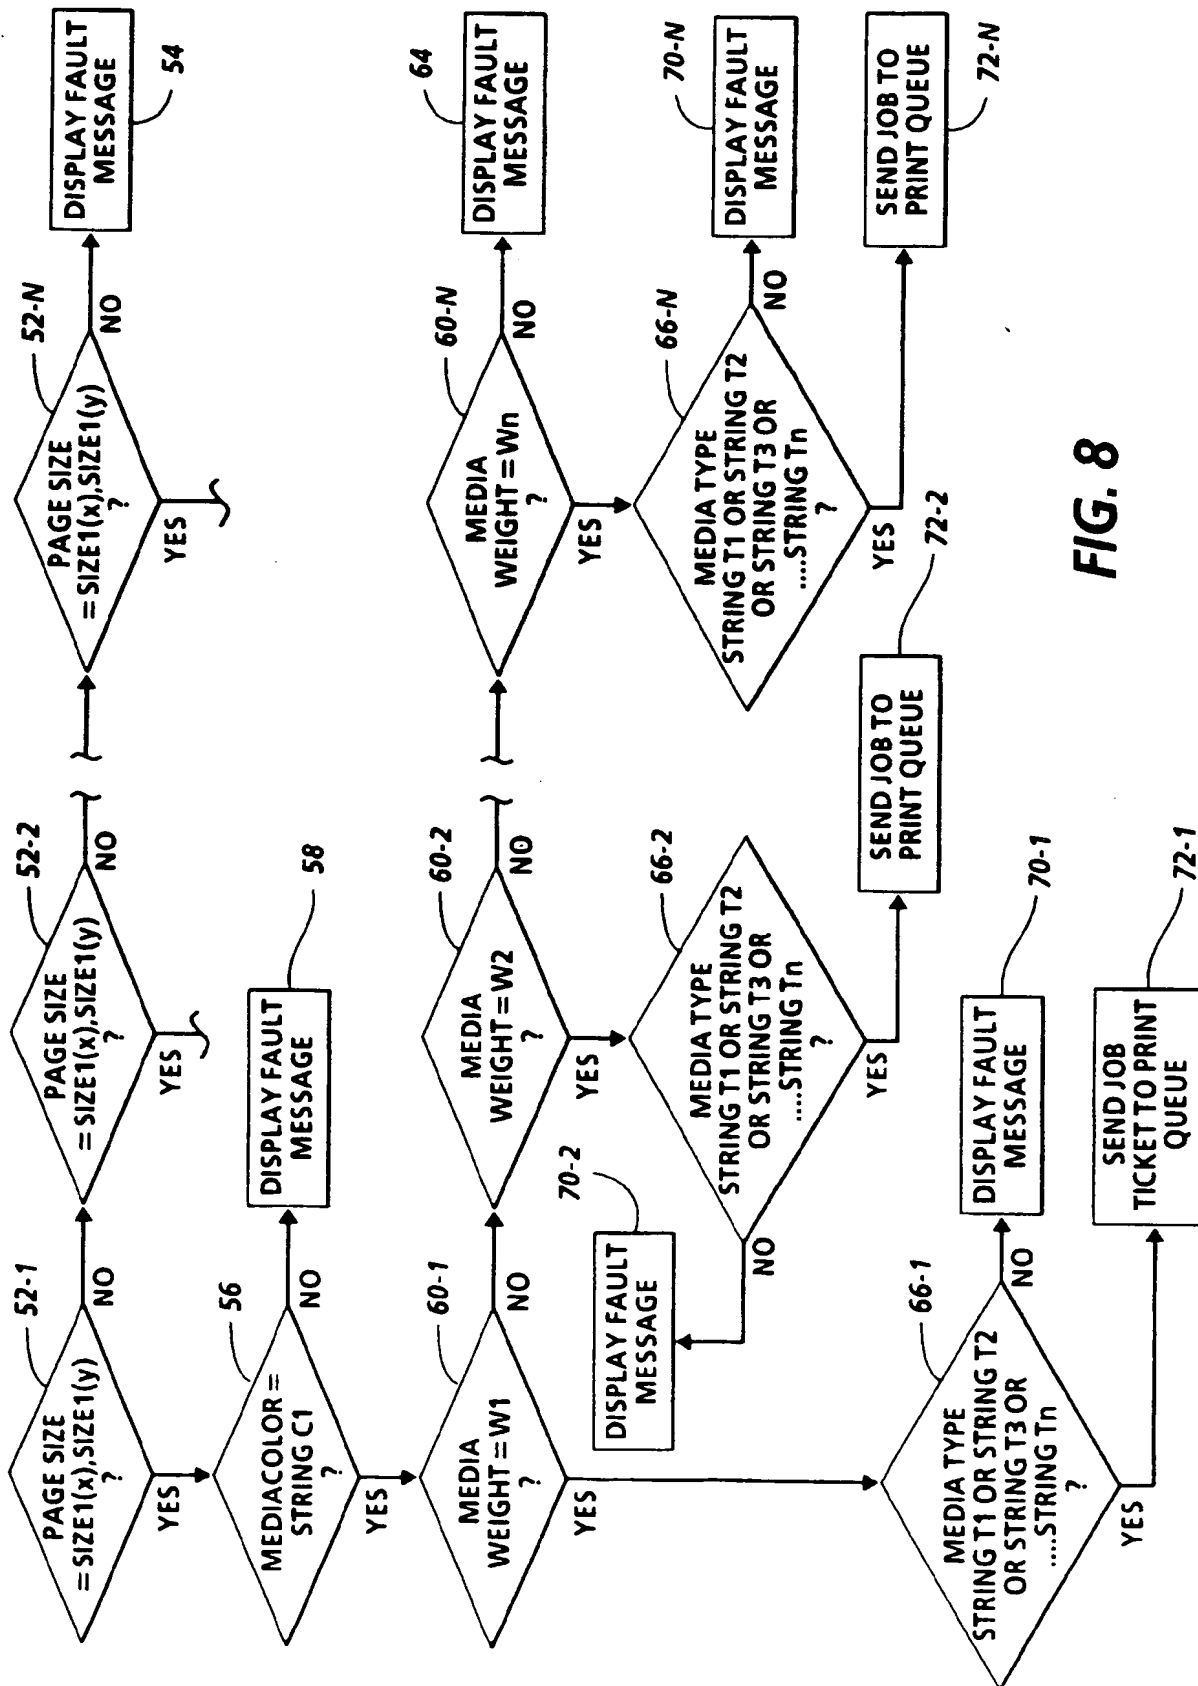 52-1
PAGE SIZE
=SIZE1(x),SIZE1(y)
?
NO
YES
52-2
PAGE SIZE
=SIZE1(x),SIZE1(y)
?
NO
YES
52-N
PAGE SIZE
=SIZE1(x),SIZE1(y)
?
NO
YES
DISPLAY FAULT
MESSAGE
54
56
MEDIACOLOR=
STRING C1
?
NO
YES
DISPLAY FAULT
MESSAGE
58
60-1
MEDIA
WEIGHT=W1
?
NO
YES
60-2
MEDIA
WEIGHT=W2
?
NO
YES
60-N
MEDIA
WEIGHT=Wn
?
NO
YES
DISPLAY FAULT
MESSAGE
64
70-2
DISPLAY FAULT
MESSAGE
66-2
MEDIA TYPE
STRING T1 OR STRING T2
OR STRING T3 OR
....STRING Tn
?
NO
YES
66-N
MEDIA TYPE
STRING T1 OR STRING T2
OR STRING T3 OR
....STRING Tn
?
NO
YES
DISPLAY FAULT
MESSAGE
70-N
SEND JOB TO
PRINT QUEUE
72-2
SEND JOB TO
PRINT QUEUE
72-N
66-1
MEDIA TYPE
STRING T1 OR STRING T2
OR STRING T3 OR
....STRING Tn
?
NO
YES
DISPLAY FAULT
MESSAGE
70-1
SEND JOB
TICKET TO PRINT
QUEUE
72-1
FIG. 8